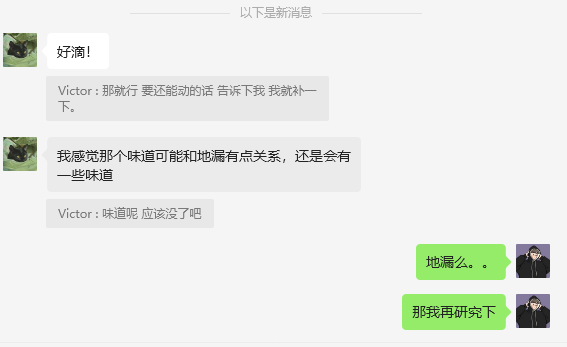 以下是新消息
好滴!
Victor : 那就行 要还能动的话 告诉下我 我就补一
下。
我感觉那个味道可能和地漏有点关系，还是会有
一些味道
Victor : 味道呢 应该没了吧
地漏么。。
那我再研究下